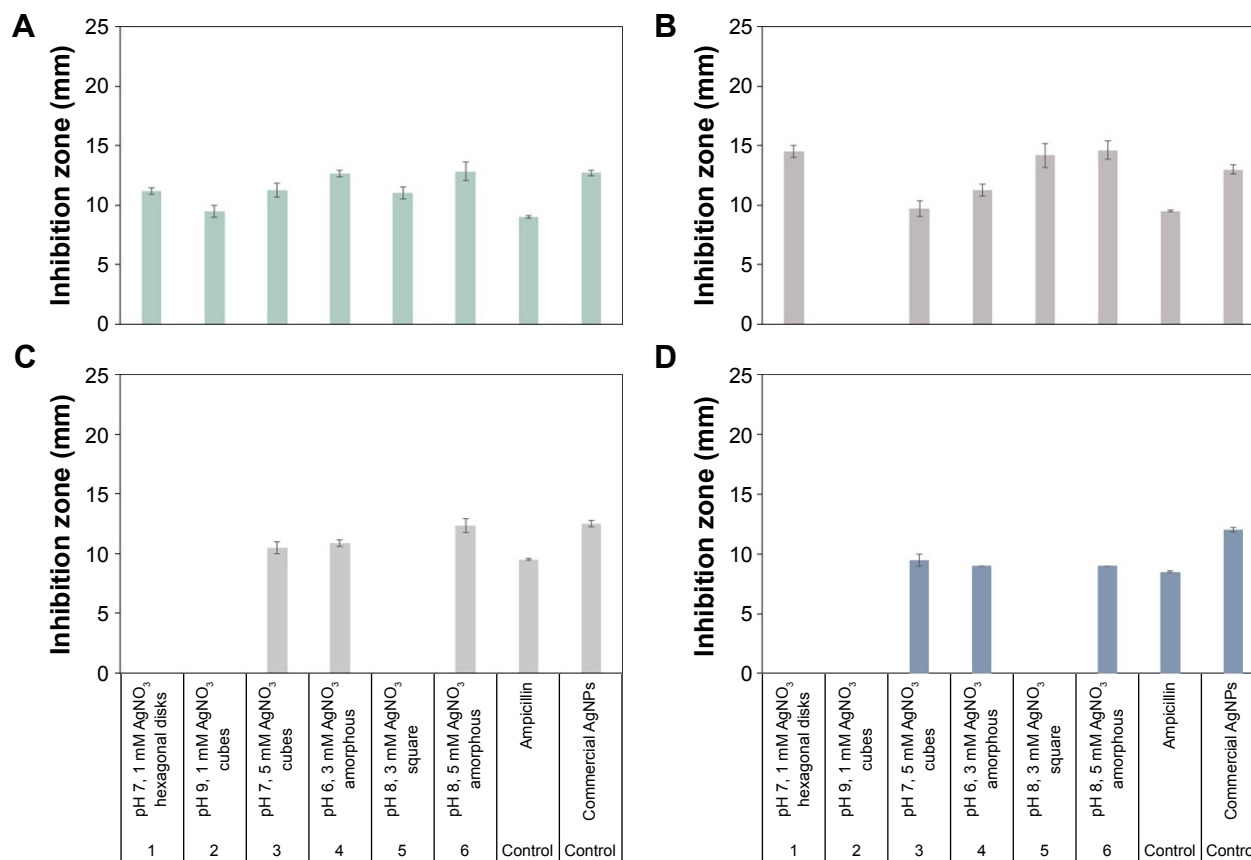 A
Inhibition zone (mm)
25
20
15
10
5
0
B
Inhibition zone (mm)
25
20
15
10
5
0
C
Inhibition zone (mm)
25
20
15
10
5
0
pH 7, 1 mM AgNO₃
hexagonal disks
pH 9, 1 mM AgNO₃
cubes
pH 7, 5 mM AgNO₃
cubes
pH 6, 3 mM AgNO₃
amorphous
pH 8, 3 mM AgNO₃
square
pH 8, 5 mM AgNO₃
amorphous
Ampicillin
Commercial AgNPs
1
2
3
4
5
6
Control
Control
D
Inhibition zone (mm)
25
20
15
10
5
0
pH 7, 1 mM AgNO₃
hexagonal disks
pH 9, 1 mM AgNO₃
cubes
pH 7, 5 mM AgNO₃
cubes
pH 6, 3 mM AgNO₃
amorphous
pH 8, 3 mM AgNO₃
square
pH 8, 5 mM AgNO₃
amorphous
Ampicillin
Commercial AgNPs
1
2
3
4
5
6
Control
Control